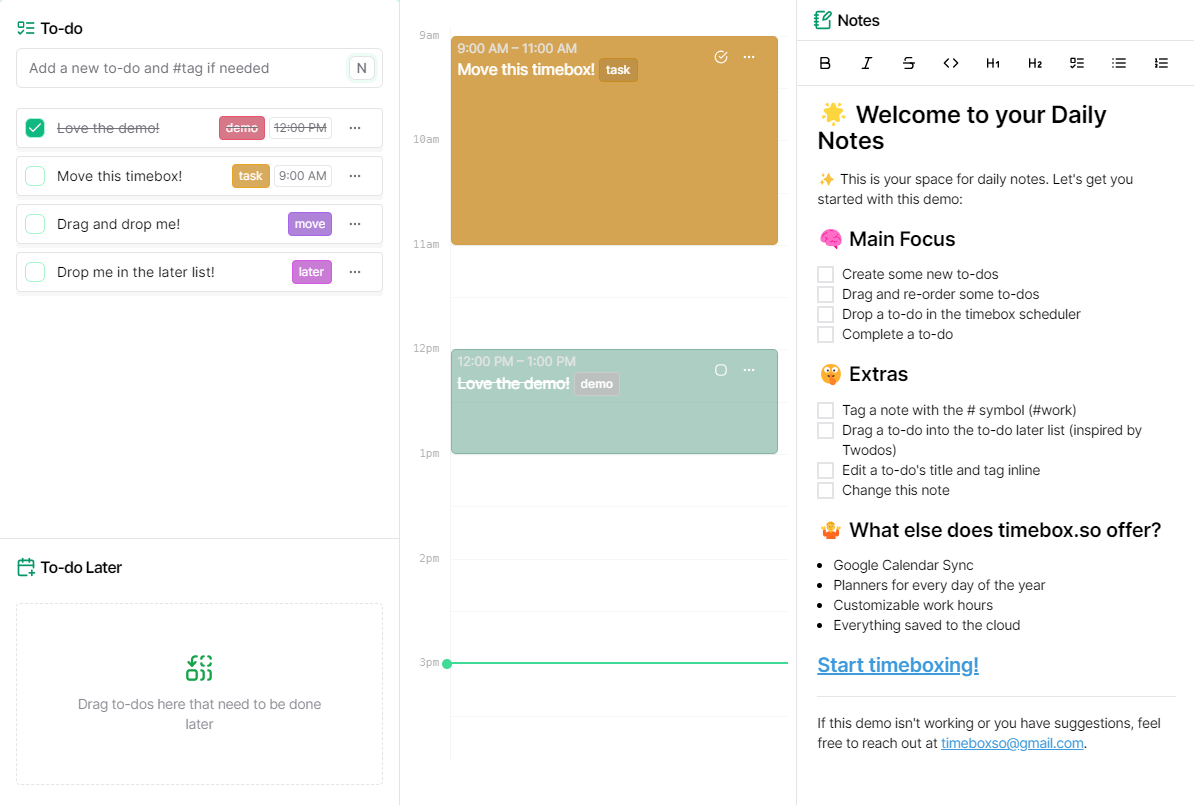 To-do
Add a new to-do and #tag if needed N
Love the demo! demo 12:00 PM
Move this timebox! task 9:00 AM
Drag and drop me! move
Drop me in the later list! later
To-do Later
Drag to-dos here that need to be done
later
9am
9:00 AM – 11:00 AM
Move this timebox! task
10am
11am
12pm
12:00 PM – 1:00 PM
Love the demo! demo
1pm
2pm
3pm
Notes
B I S <> H1 H2
🌟 Welcome to your Daily
Notes
✨ This is your space for daily notes. Let's get you
started with this demo:
🧠 Main Focus
Create some new to-dos
Drag and re-order some to-dos
Drop a to-do in the timebox scheduler
Complete a to-do
🤪 Extras
Tag a note with the # symbol (#work)
Drag a to-do into the to-do later list (inspired by
Twodos)
Edit a to-do's title and tag inline
Change this note
🤷 What else does timebox.so offer?
• Google Calendar Sync
• Planners for every day of the year
• Customizable work hours
• Everything saved to the cloud
Start timeboxing!
If this demo isn't working or you have suggestions, feel
free to reach out at timeboxso@gmail.com.